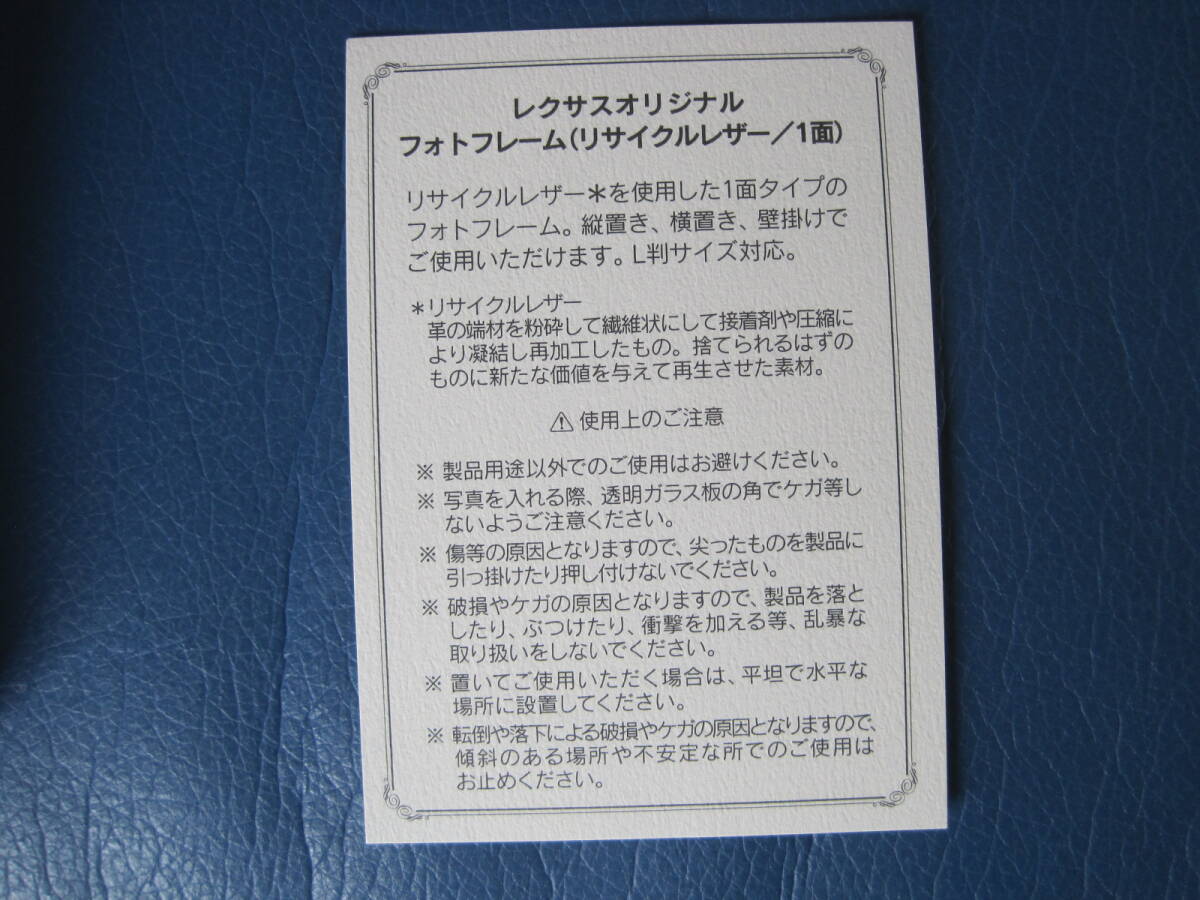 レクサスオリジナル
フォトフレーム(リサイクルレザー／1面)
リサイクルレザー＊を使用した1面タイプの
フォトフレーム。縦置き、横置き、壁掛けで
ご使用いただけます。L判サイズ対応。
＊リサイクルレザー
革の端材を粉砕して繊維状にして接着剤や圧縮に
より凝結し再加工したもの。捨てられるはずの
ものに新たな価値を与えて再生させた素材。
⚠ 使用上のご注意
※ 製品用途以外でのご使用はお避けください。
※ 写真を入れる際、透明ガラス板の角でケガ等し
ないようご注意ください。
※ 傷等の原因となりますので、尖ったものを製品に
引っ掛けたり押し付けないでください。
※ 破損やケガの原因となりますので、製品を落と
したり、ぶつけたり、衝撃を加える等、乱暴な
取り扱いをしないでください。
※ 置いてご使用いただく場合は、平坦で水平な
場所に設置してください。
※ 転倒や落下による破損やケガの原因となりますので、
傾斜のある場所や不安定な所でのご使用は
お止めください。